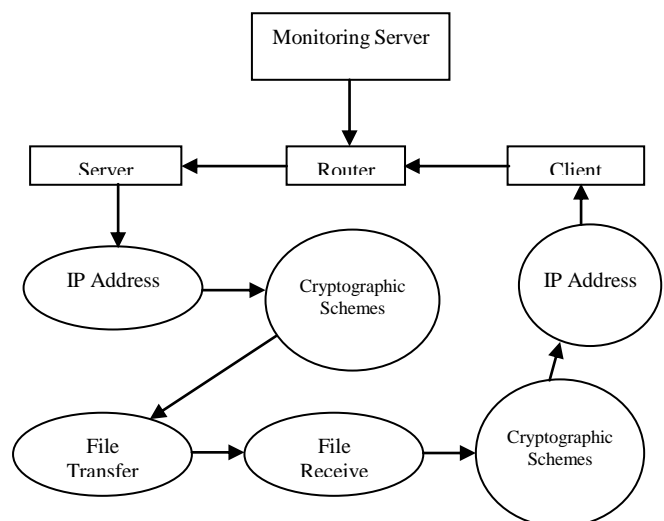 Monitoring Server
Server
Router
Client
IP Address
Cryptographic
Schemes
IP Address
File
Transfer
File
Receive
Cryptographic
Schemes